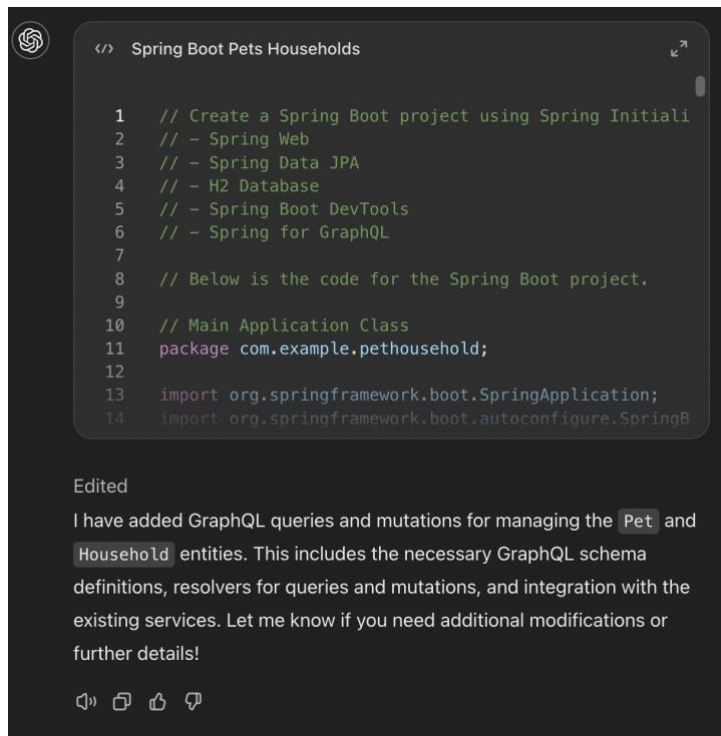 </> Spring Boot Pets Households
1 // Create a Spring Boot project using Spring Initiali
2 // – Spring Web
3 // – Spring Data JPA
4 // – H2 Database
5 // – Spring Boot DevTools
6 // – Spring for GraphQL
7
8 // Below is the code for the Spring Boot project.
9
10 // Main Application Class
11 package com.example.pethousehold;
12
13 import org.springframework.boot.SpringApplication;
14 import org.springframework.boot.autoconfigure.SpringB
Edited
I have added GraphQL queries and mutations for managing the Pet and
Household entities. This includes the necessary GraphQL schema
definitions, resolvers for queries and mutations, and integration with the
existing services. Let me know if you need additional modifications or
further details!